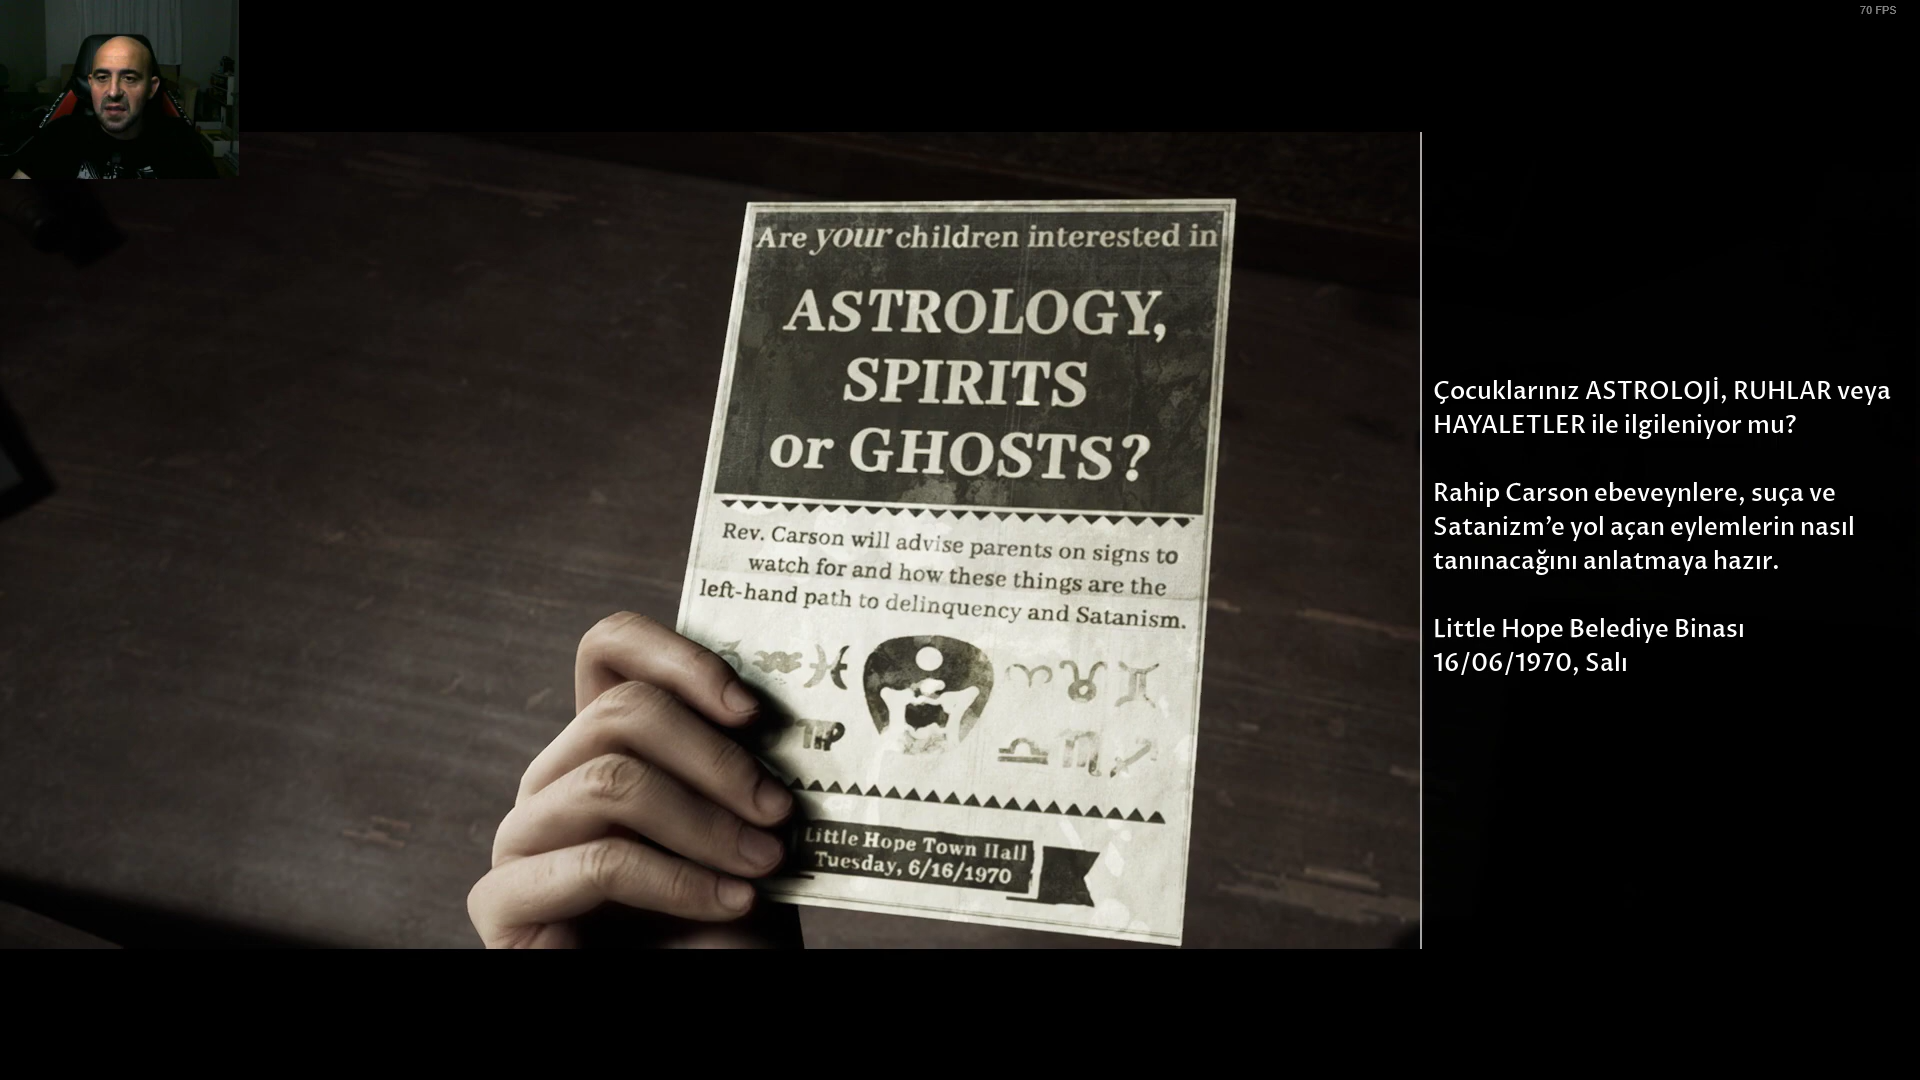 70 FPS
Are your children interested in
ASTROLOGY,
SPIRITS
or GHOSTS?
Rev. Carson will advise parents on signs to
watch for and how these things are the
left-hand path to delinquency and Satanism.
Little Hope Town Hall
Tuesday, 6/16/1970
Çocuklarınız ASTROLOJİ, RUHLAR veya
HAYALETLER ile ilgileniyor mu?
Rahip Carson ebeveynlere, suça ve
Satanizm'e yol açan eylemlerin nasıl
tanınacağını anlatmaya hazır.
Little Hope Belediye Binası
16/06/1970, Salı